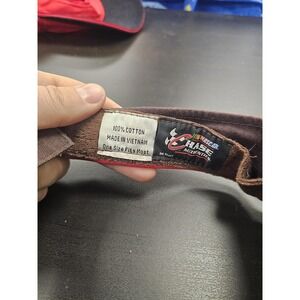 100% COTTON
MADE IN VIETNAM
One Size Fits Most
CHASE